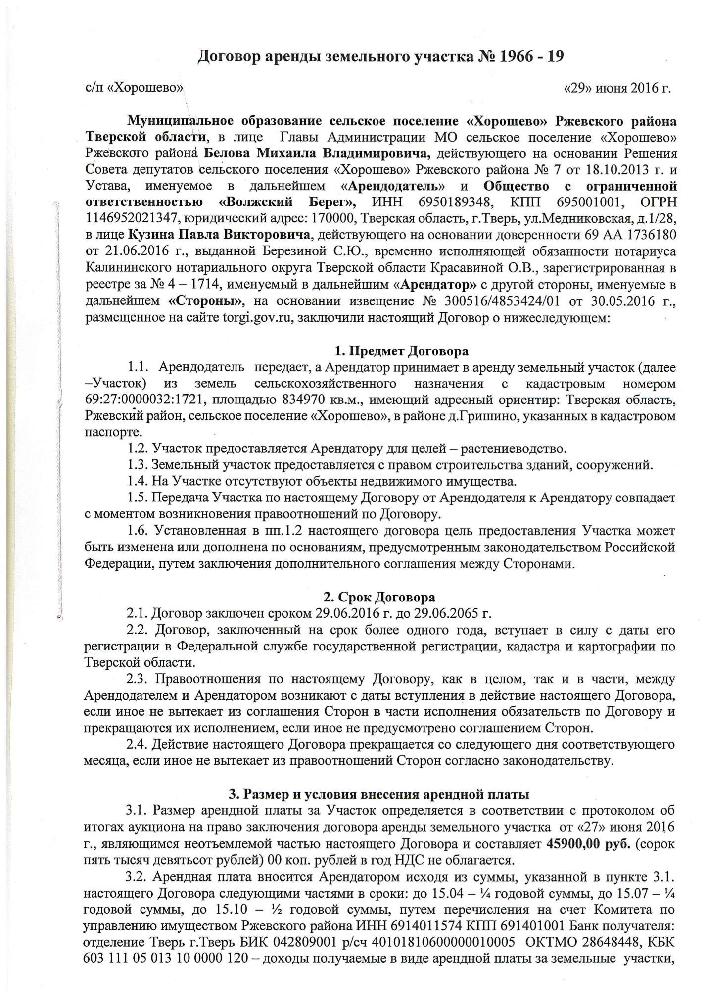 Договор аренды земельного участка № 1966 - 19
с/п «Хорошево» «29» июня 2016 г.
Муниципальное образование сельское поселение «Хорошево» Ржевского района
Тверской области, в лице Главы Администрации МО сельское поселение «Хорошево»
Ржевского района Белова Михаила Владимировича, действующего на основании Решения
Совета депутатов сельского поселения «Хорошево» Ржевского района № 7 от 18.10.2013 г. и
Устава, именуемое в дальнейшем «Арендодатель» и Общество с ограниченной
ответственностью «Волжский Берег», ИНН 6950189348, КПП 695001001, ОГРН
1146952021347, юридический адрес: 170000, Тверская область, г.Тверь, ул.Медниковская, д.1/28,
в лице Кузина Павла Викторовича, действующего на основании доверенности 69 АА 1736180
от 21.06.2016 г., выданной Березиной С.Ю., временно исполняющей обязанности нотариуса
Калининского нотариального округа Тверской области Красавиной О.В., зарегистрированная в
реестре за № 4 – 1714, именуемый в дальнейшим «Арендатор» с другой стороны, именуемые в
дальнейшем «Стороны», на основании извещение № 300516/4853424/01 от 30.05.2016 г.,
размещенное на сайте torgi.gov.ru, заключили настоящий Договор о нижеследующем:
1. Предмет Договора
1.1. Арендодатель передает, а Арендатор принимает в аренду земельный участок (далее
–Участок) из земель сельскохозяйственного назначения с кадастровым номером
69:27:0000032:1721, площадью 834970 кв.м., имеющий адресный ориентир: Тверская область,
Ржевский район, сельское поселение «Хорошево», в районе д.Гришино, указанных в кадастровом
паспорте.
1.2. Участок предоставляется Арендатору для целей – растениеводство.
1.3. Земельный участок предоставляется с правом строительства зданий, сооружений.
1.4. На Участке отсутствуют объекты недвижимого имущества.
1.5. Передача Участка по настоящему Договору от Арендодателя к Арендатору совпадает
с моментом возникновения правоотношений по Договору.
1.6. Установленная в пп.1.2 настоящего договора цель предоставления Участка может
быть изменена или дополнена по основаниям, предусмотренным законодательством Российской
Федерации, путем заключения дополнительного соглашения между Сторонами.
2. Срок Договора
2.1. Договор заключен сроком 29.06.2016 г. до 29.06.2065 г.
2.2. Договор, заключенный на срок более одного года, вступает в силу с даты его
регистрации в Федеральной службе государственной регистрации, кадастра и картографии по
Тверской области.
2.3. Правоотношения по настоящему Договору, как в целом, так и в части, между
Арендодателем и Арендатором возникают с даты вступления в действие настоящего Договора,
если иное не вытекает из соглашения Сторон в части исполнения обязательств по Договору и
прекращаются их исполнением, если иное не предусмотрено соглашением Сторон.
2.4. Действие настоящего Договора прекращается со следующего дня соответствующего
месяца, если иное не вытекает из правоотношений Сторон согласно законодательству.
3. Размер и условия внесения арендной платы
3.1. Размер арендной платы за Участок определяется в соответствии с протоколом об
итогах аукциона на право заключения договора аренды земельного участка от «27» июня 2016
г., являющимся неотъемлемой частью настоящего Договора и составляет 45900,00 руб. (сорок
пять тысяч девятьсот рублей) 00 коп. рублей в год НДС не облагается.
3.2. Арендная плата вносится Арендатором исходя из суммы, указанной в пункте 3.1.
настоящего Договора следующими частями в сроки: до 15.04 – ¼ годовой суммы, до 15.07 – ¼
годовой суммы, до 15.10 – ½ годовой суммы, путем перечисления на счет Комитета по
управлению имуществом Ржевского района ИНН 6914011574 КПП 691401001 Банк получателя:
отделение Тверь г.Тверь БИК 042809001 р/сч 40101810600000010005 ОКТМО 28648448, КБК
603 111 05 013 10 0000 120 – доходы получаемые в виде арендной платы за земельные участки,